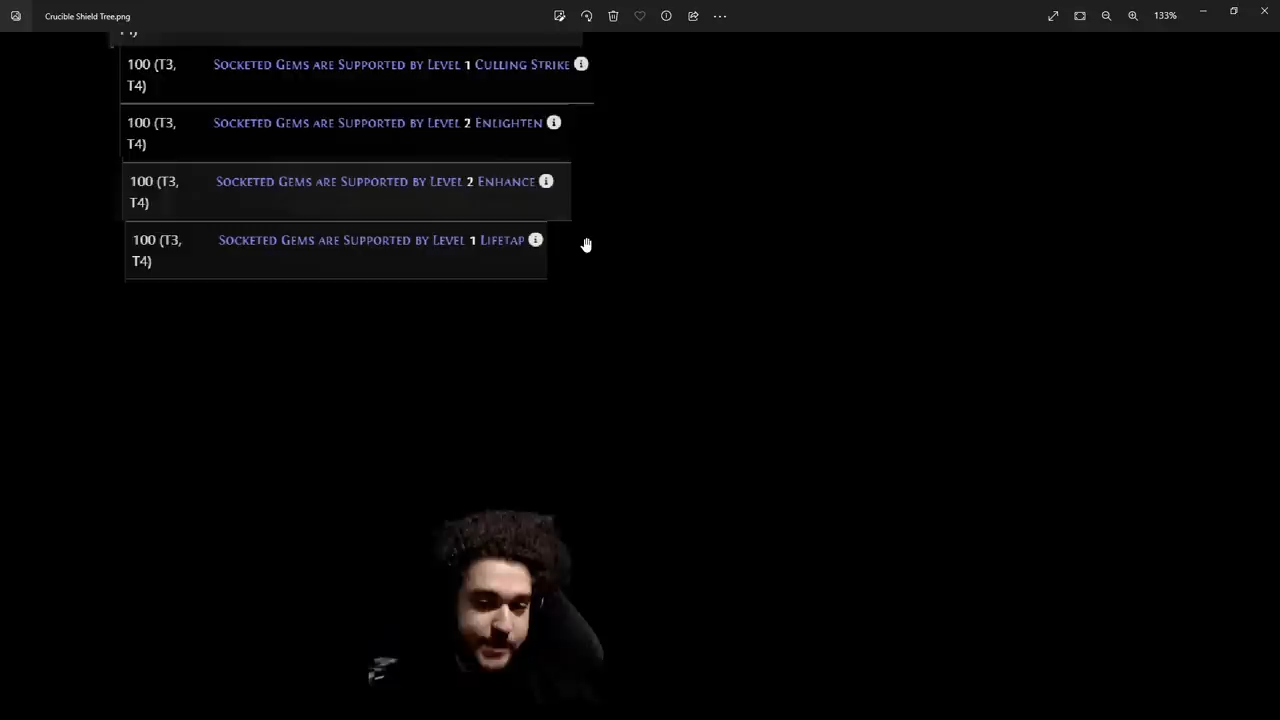 Crucible Shield Tree.png
133%
T4)
100 (T3, Socketed Gems are Supported by Level 1 Culling Strike
T4)
100 (T3, Socketed Gems are Supported by Level 2 Enlighten
T4)
100 (T3, Socketed Gems are Supported by Level 2 Enhance
T4)
100 (T3, Socketed Gems are Supported by Level 1 Lifetap
T4)